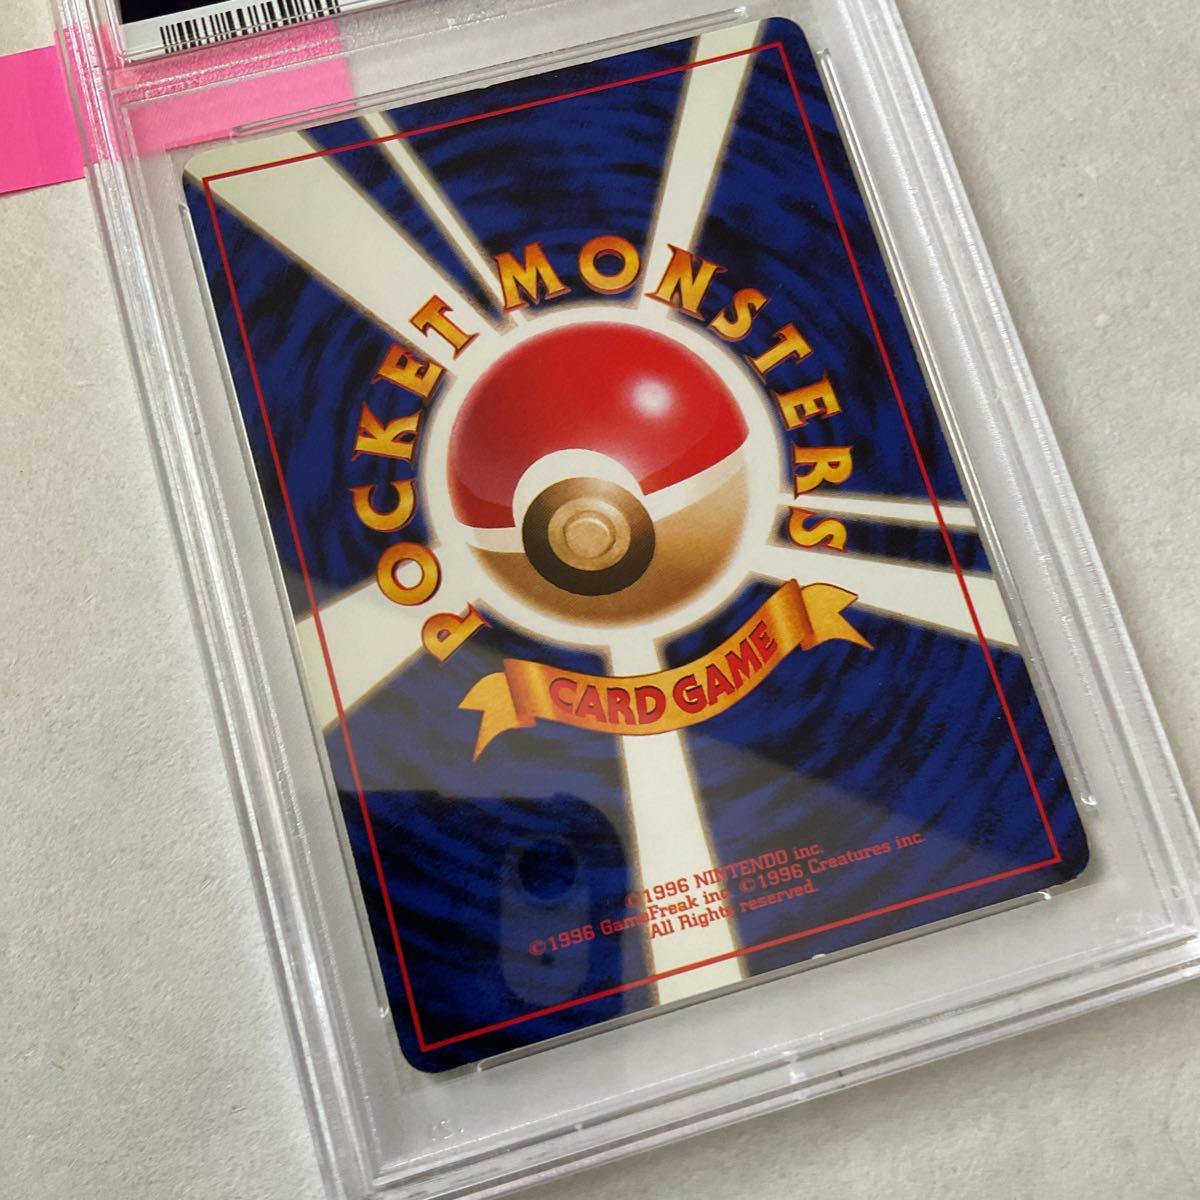 POCKET MONSTERS
CARD GAME
©1996 NINTENDO inc.
©1996 GameFreak inc. ©1996 Creatures inc.
All Rights reserved.